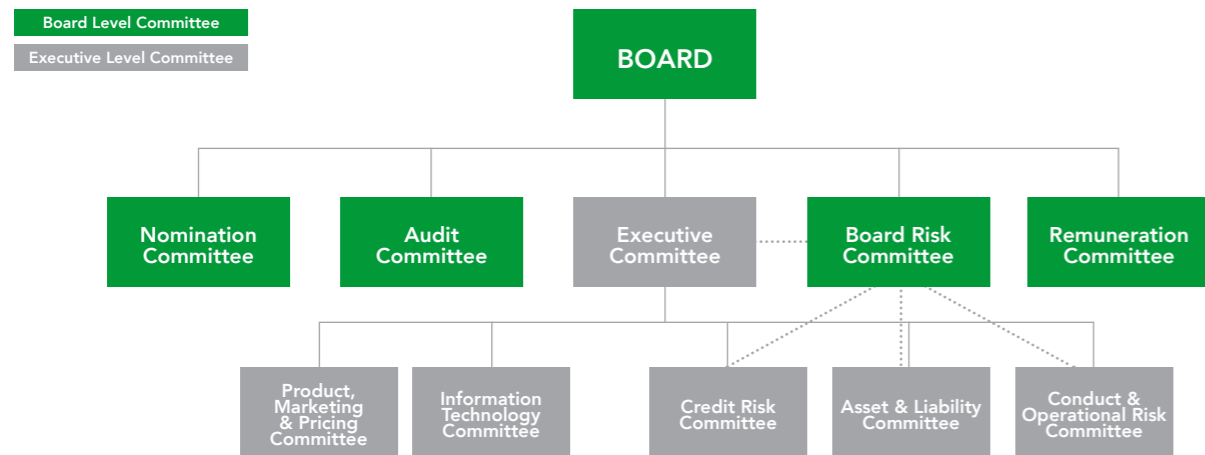 Board Level Committee
Executive Level Committee
BOARD
Nomination
Committee
Audit
Committee
Executive
Committee
Board Risk
Committee
Remuneration
Committee
Product,
Marketing
& Pricing
Committee
Information
Technology
Committee
Credit Risk
Committee
Asset & Liability
Committee
Conduct &
Operational Risk
Committee